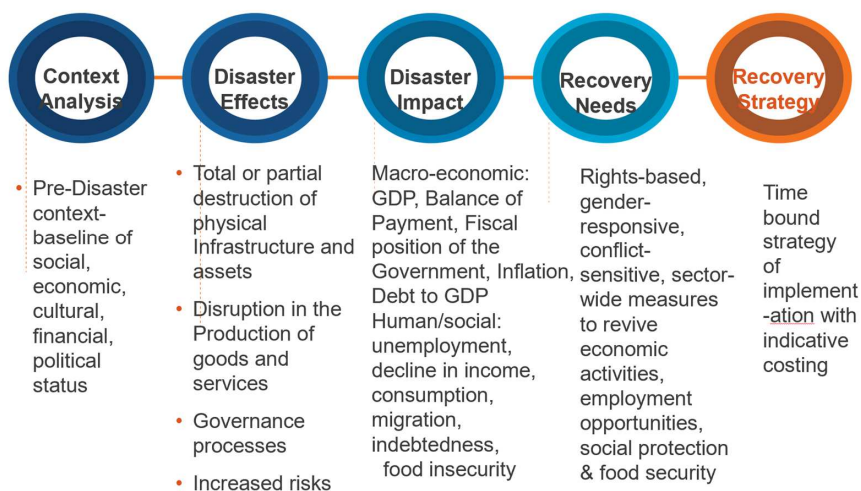 Context
Analysis
Disaster
Effects
Disaster
Impact
Recovery
Needs
Recovery
Strategy
• Pre-Disaster
context-
baseline of
social,
economic,
cultural,
financial,
political
status
• Total or partial
destruction of
physical
Infrastructure and
assets
• Disruption in the
Production of
goods and
services
• Governance
processes
• Increased risks
Macro-economic:
GDP, Balance of
Payment, Fiscal
position of the
Government, Inflation,
Debt to GDP
Human/social:
unemployment,
decline in income,
consumption,
migration,
indebtedness,
food insecurity
Rights-based,
gender-
responsive,
conflict-
sensitive, sector-
wide measures
to revive
economic
activities,
employment
opportunities,
social protection
& food security
Time
bound
strategy
of
implement
-ation with
indicative
costing